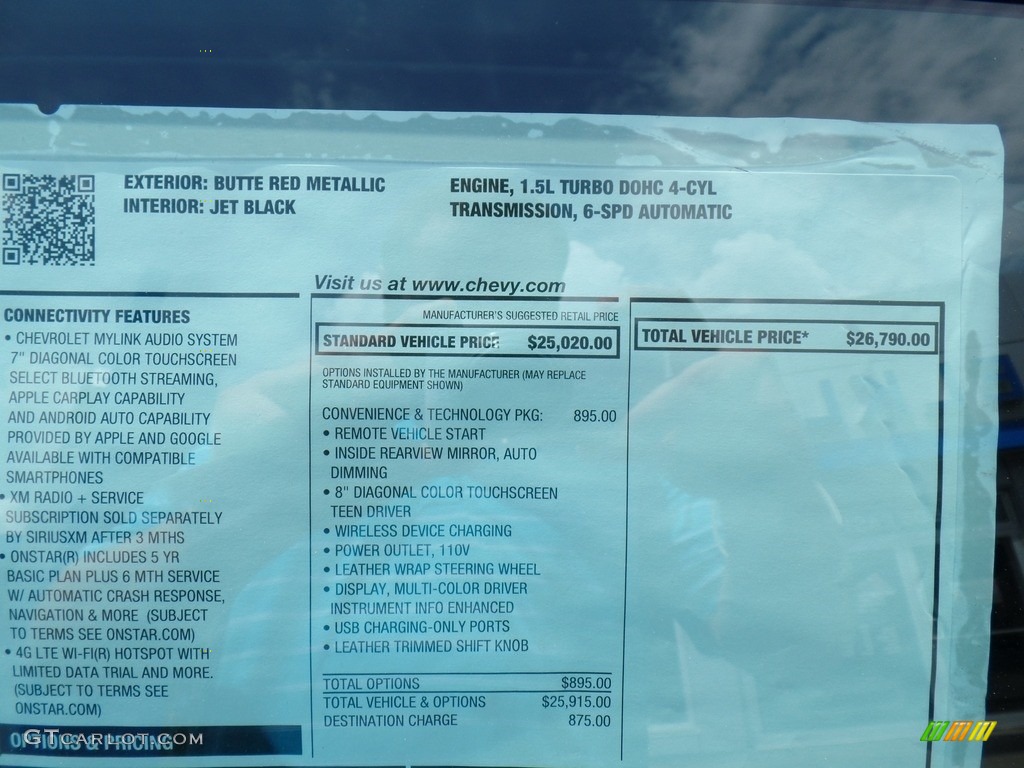 EXTERIOR: BUTTE RED METALLIC
INTERIOR: JET BLACK
ENGINE, 1.5L TURBO DOHC 4-CYL
TRANSMISSION, 6-SPD AUTOMATIC
Visit us at www.chevy.com
CONNECTIVITY FEATURES
• CHEVROLET MYLINK AUDIO SYSTEM
7" DIAGONAL COLOR TOUCHSCREEN
SELECT BLUETOOTH STREAMING,
APPLE CARPLAY CAPABILITY
AND ANDROID AUTO CAPABILITY
PROVIDED BY APPLE AND GOOGLE
AVAILABLE WITH COMPATIBLE
SMARTPHONES
• XM RADIO + SERVICE
SUBSCRIPTION SOLD SEPARATELY
BY SIRIUSXM AFTER 3 MTHS
• ONSTAR(R) INCLUDES 5 YR
BASIC PLAN PLUS 6 MTH SERVICE
W/ AUTOMATIC CRASH RESPONSE,
NAVIGATION & MORE (SUBJECT
TO TERMS SEE ONSTAR.COM)
• 4G LTE WI-FI(R) HOTSPOT WITH
LIMITED DATA TRIAL AND MORE.
(SUBJECT TO TERMS SEE
ONSTAR.COM)
OPTIONS & PRICING
MANUFACTURER'S SUGGESTED RETAIL PRICE
STANDARD VEHICLE PRICE $25,020.00
OPTIONS INSTALLED BY THE MANUFACTURER (MAY REPLACE
STANDARD EQUIPMENT SHOWN)
CONVENIENCE & TECHNOLOGY PKG: 895.00
• REMOTE VEHICLE START
• INSIDE REARVIEW MIRROR, AUTO
DIMMING
• 8" DIAGONAL COLOR TOUCHSCREEN
TEEN DRIVER
• WIRELESS DEVICE CHARGING
• POWER OUTLET, 110V
• LEATHER WRAP STEERING WHEEL
• DISPLAY, MULTI-COLOR DRIVER
INSTRUMENT INFO ENHANCED
• USB CHARGING-ONLY PORTS
• LEATHER TRIMMED SHIFT KNOB
TOTAL OPTIONS $895.00
TOTAL VEHICLE & OPTIONS $25,915.00
DESTINATION CHARGE 875.00
TOTAL VEHICLE PRICE* $26,790.00
GTCARLOT.COM